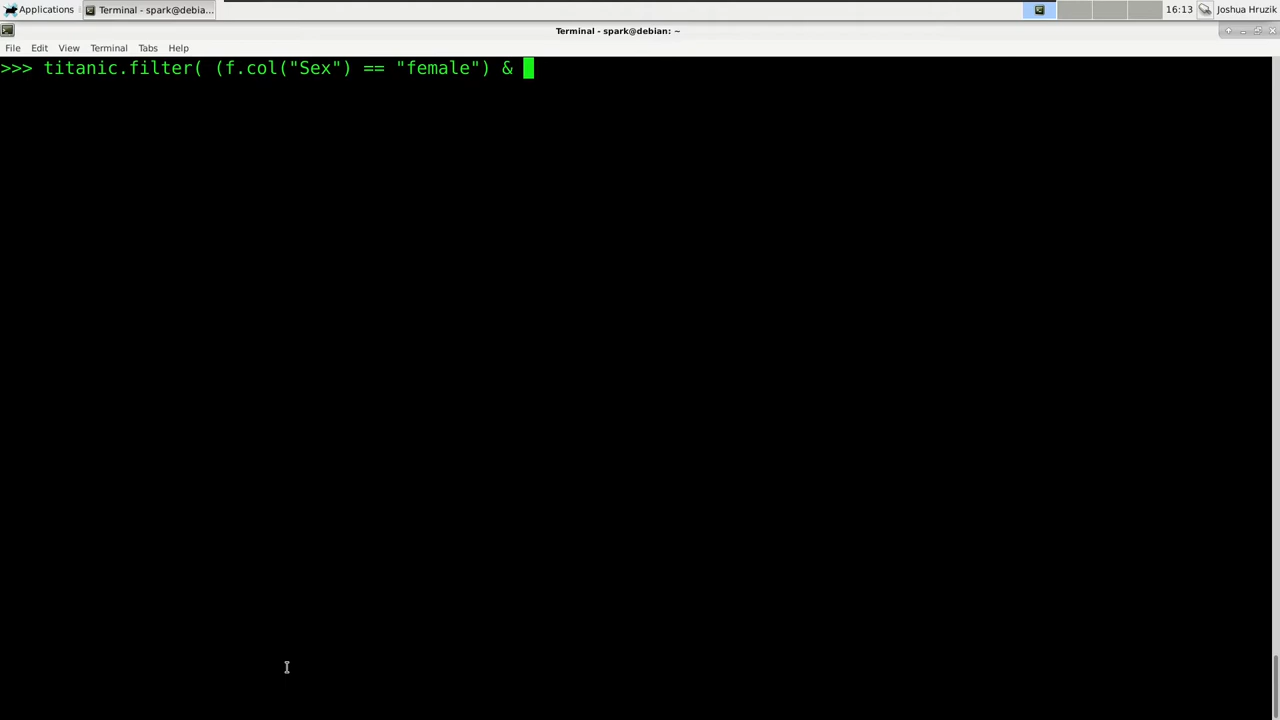 Applications
Terminal - spark@debia...
16:13
Joshua Hruzik
Terminal - spark@debian: ~
File Edit View Terminal Tabs Help
>>> titanic.filter( (f.col("Sex") == "female") &